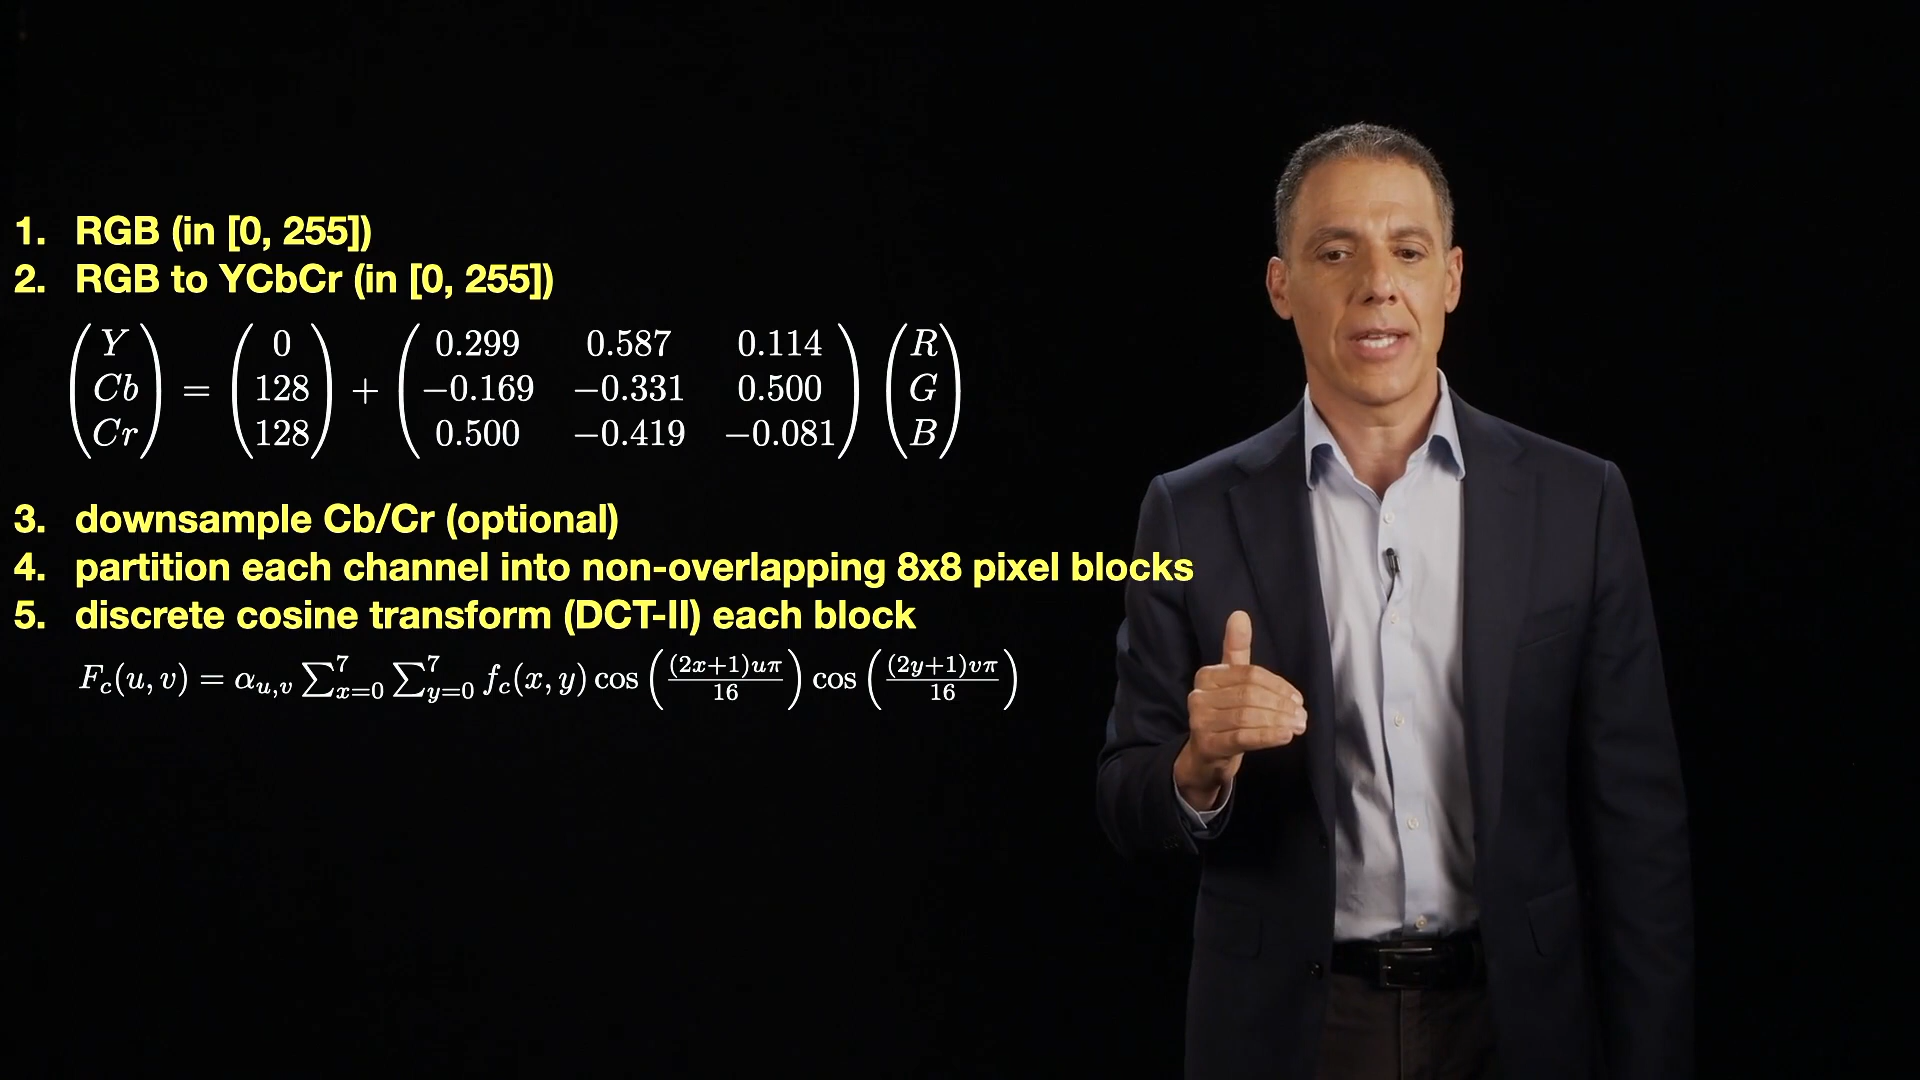 1. RGB (in [0, 255])
2. RGB to YCbCr (in [0, 255])
(Y Cb Cr) = (0 128 128) + (0.299 0.587 0.114 −0.169 −0.331 0.500 0.500 −0.419 −0.081) (R G B)
3. downsample Cb/Cr (optional)
4. partition each channel into non-overlapping 8x8 pixel blocks
5. discrete cosine transform (DCT-II) each block
F_c(u, v) = α_{u,v} ∑_{x=0}^{7} ∑_{y=0}^{7} f_c(x, y) cos ((2x+1)uπ/16) cos ((2y+1)vπ/16)